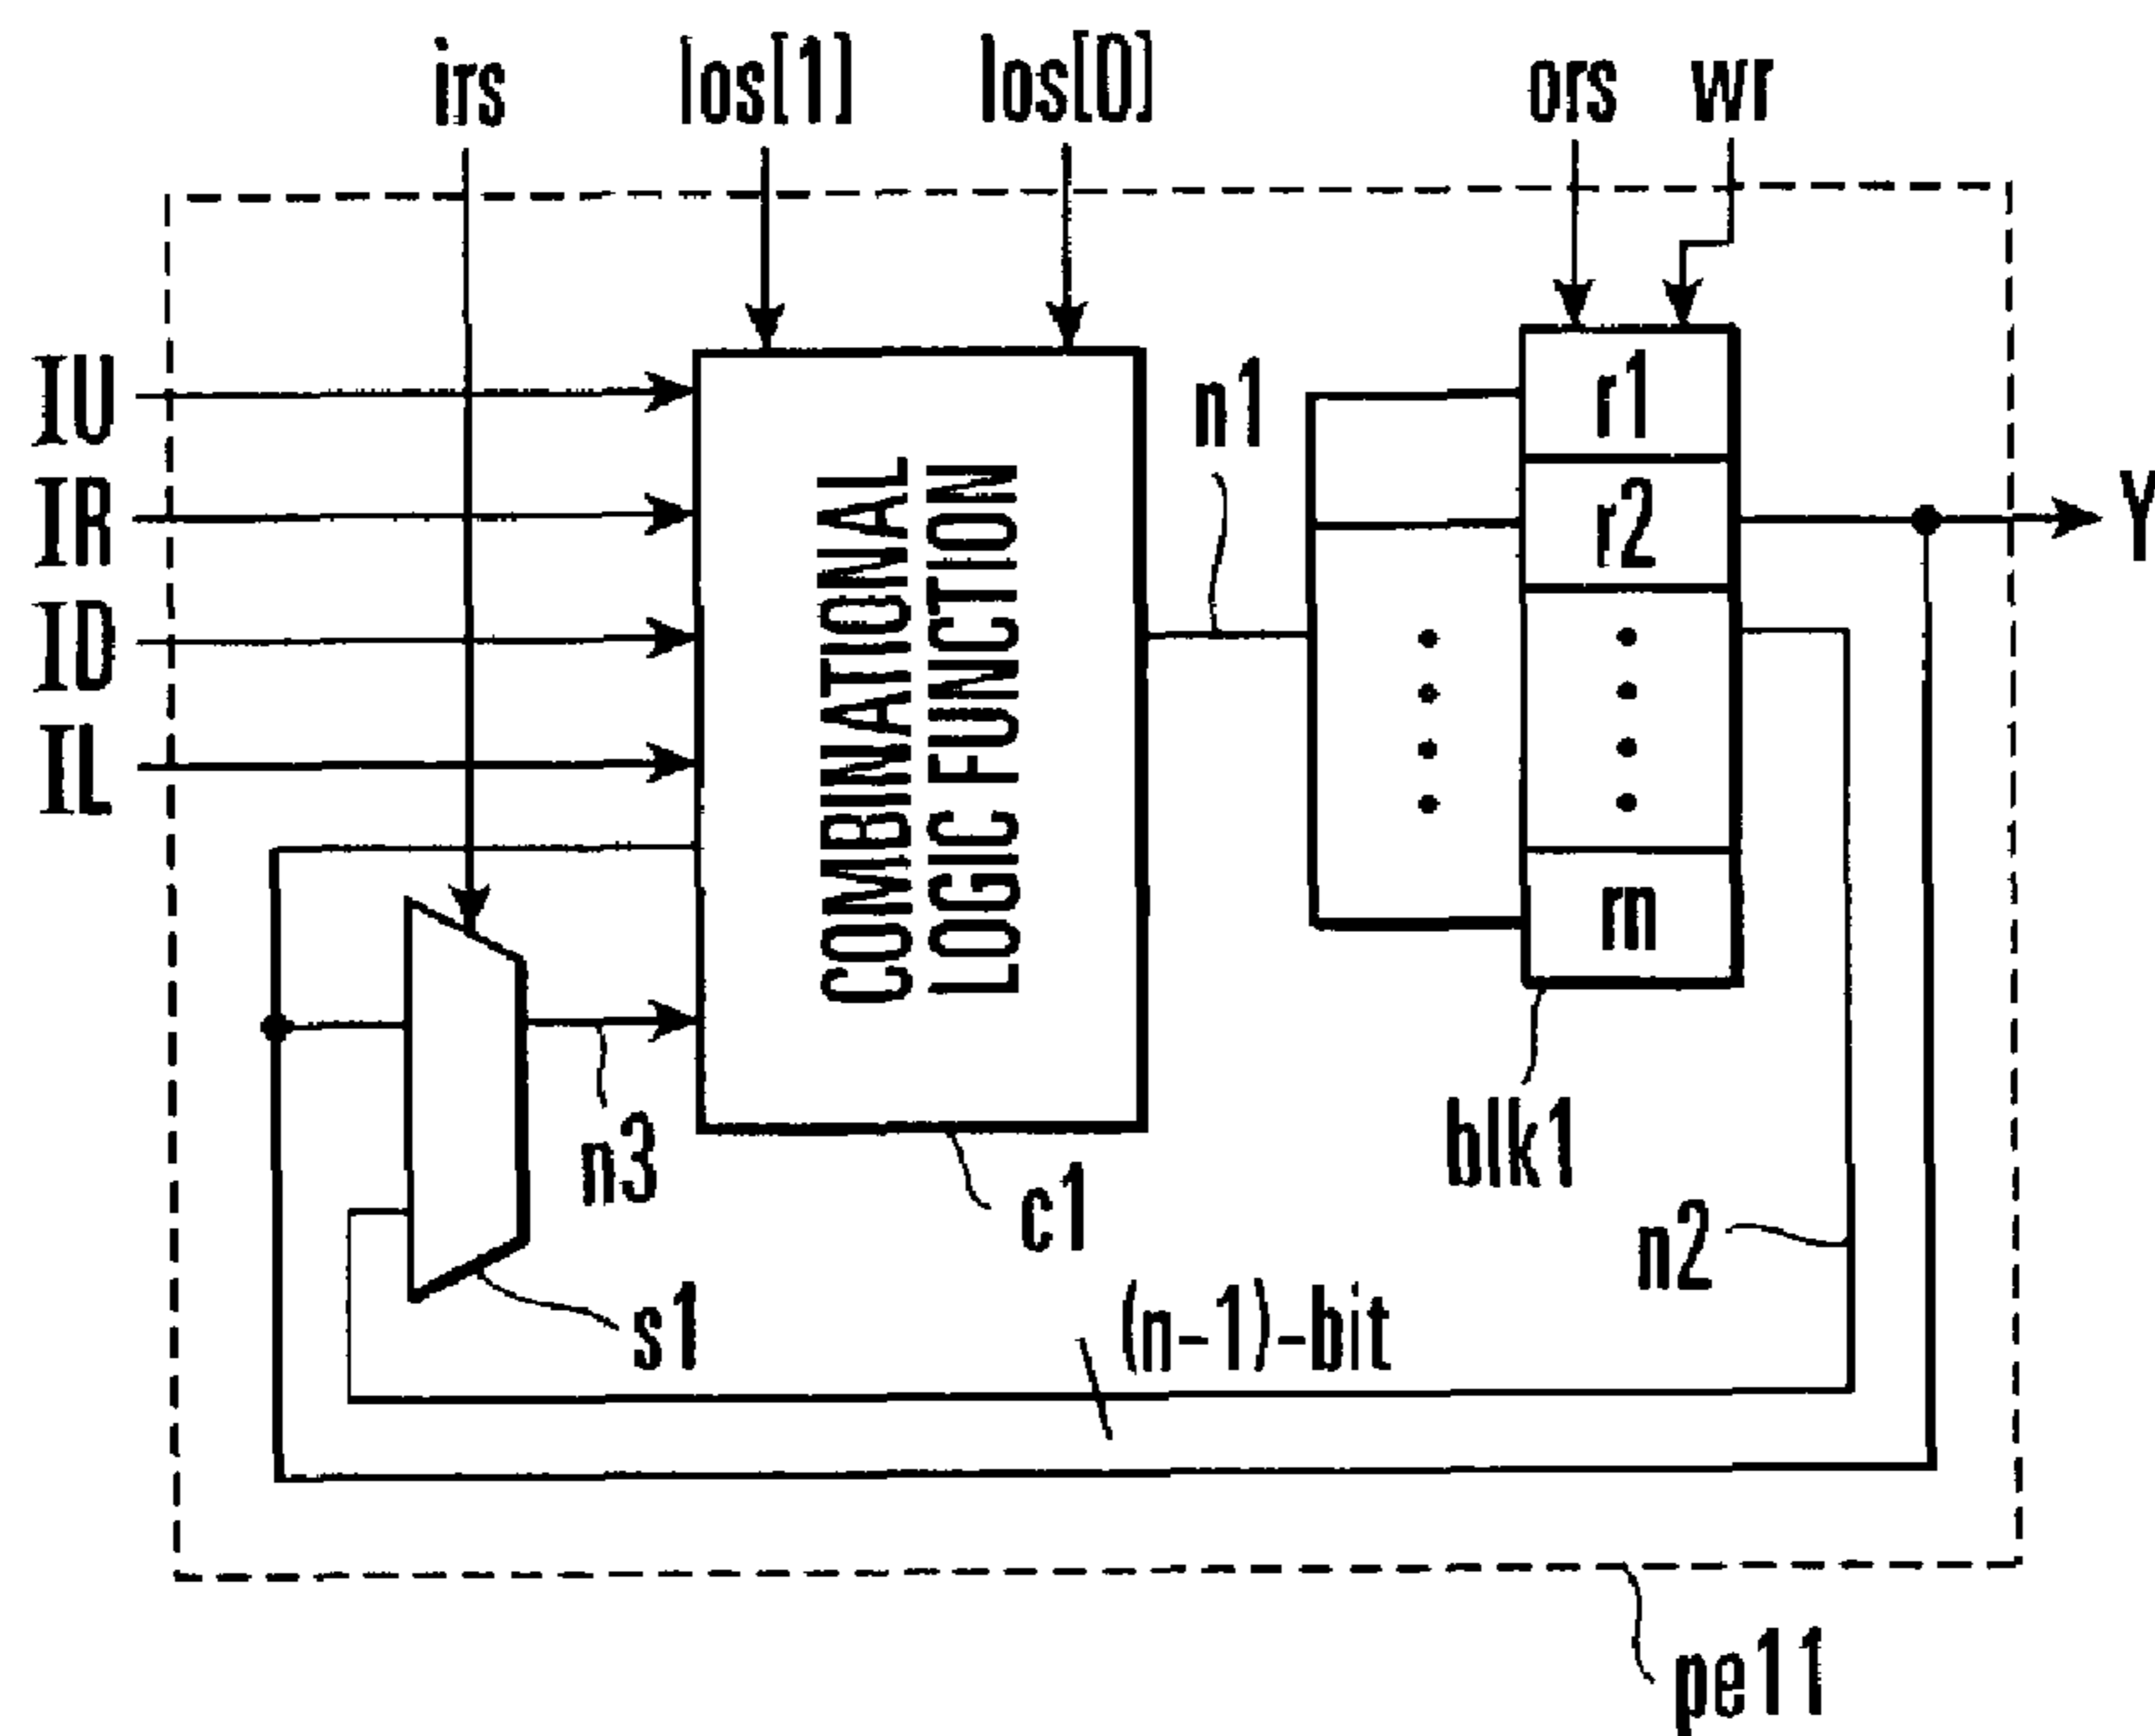 irs
los[1]
los[0]
ors
wr
IU
IR
ID
IL
COMBINATIONAL
LOGIC FUNCTION
n1
r1
r2
rn
Y
n3
c1
blk1
n2
s1
(n-1)-bit
pe11